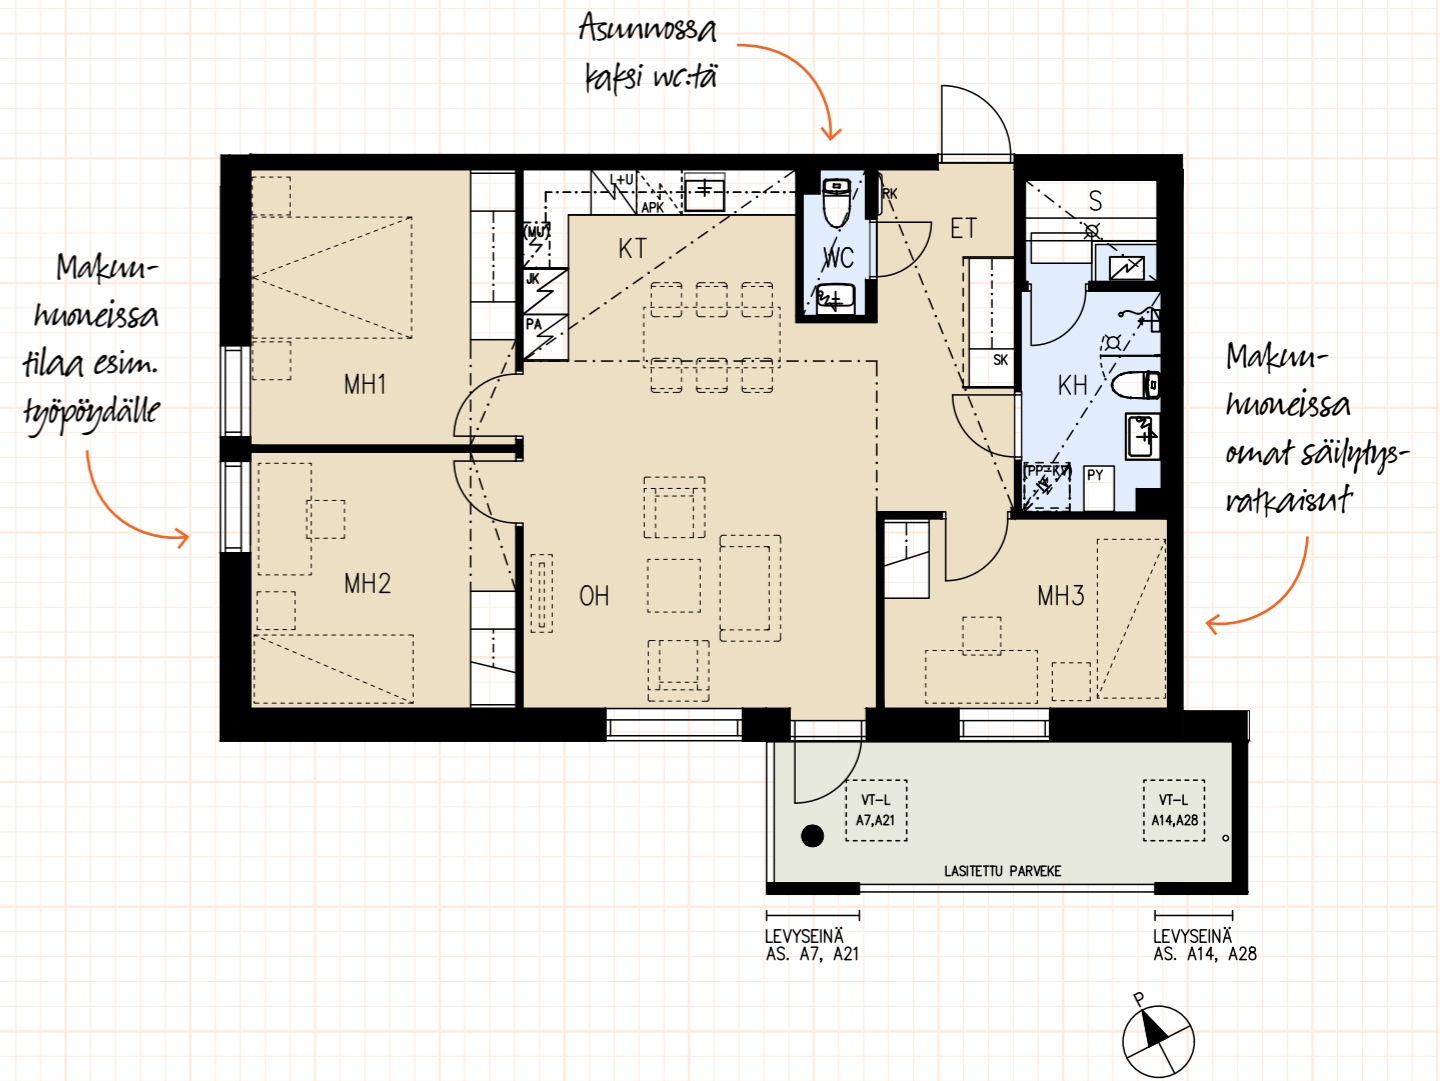 Asunnossa
kaksi wc:tä
Makuu-
huoneissa
tilaa esim.
työpöydälle
Makuu-
huoneissa
omat säilytys-
ratkaisut
L+U
APK
(MU)
JK
PA
KT
WC
RK
ET
S
SK
KH
PY
MH1
MH2
OH
MH3
VT-L
A7,A21
VT-L
A14,A28
LASITETTU PARVEKE
LEVYSEINÄ
AS. A7, A21
LEVYSEINÄ
AS. A14, A28
P